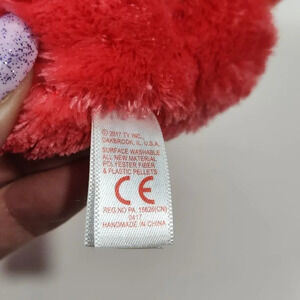 © 2017 TY INC.,
OAKBROOK, IL. U.S.A.
SURFACE WASHABLE
ALL NEW MATERIAL
POLYESTER FIBER
& PLASTIC PELLETS
CE
REG.NO PA. 15626(CN)
0417
HANDMADE IN CHINA